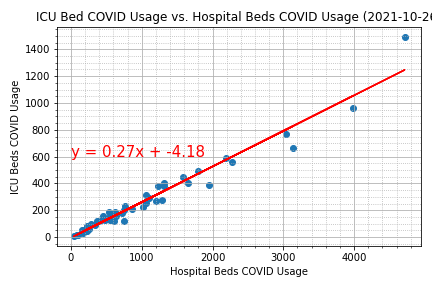 ICU Bed COVID Usage vs. Hospital Beds COVID Usage (2021-10-26
1400
1200
1000
800
600
400
200
0
ICU Beds COVID Usage
y = 0.27x + -4.18
0 1000 2000 3000 4000
Hospital Beds COVID Usage